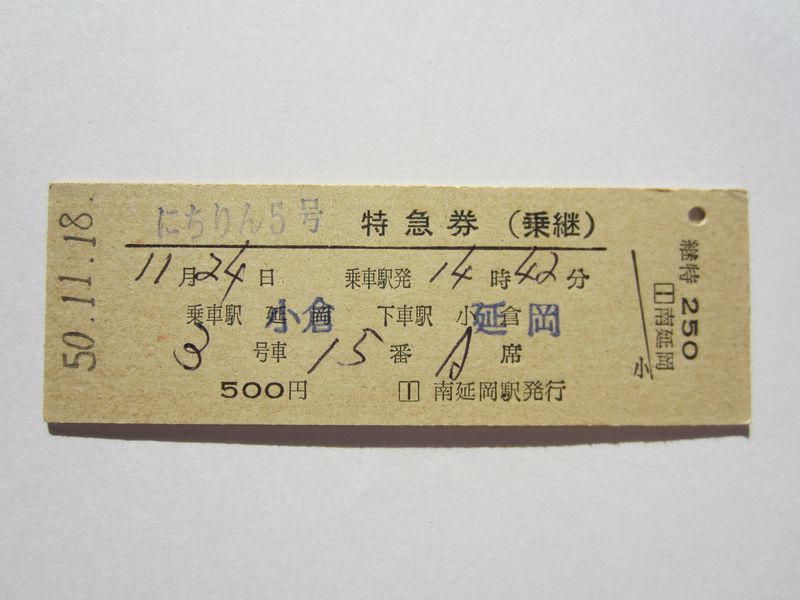 50.11.18.
にちりん5号 特急券(乗継)
11月24日 乗車駅発 14時42分
乗車駅 延岡 小倉 下車駅 小倉 延岡
3号車 15番 A席
500円 □南延岡駅発行
継特 250
□南延岡
小